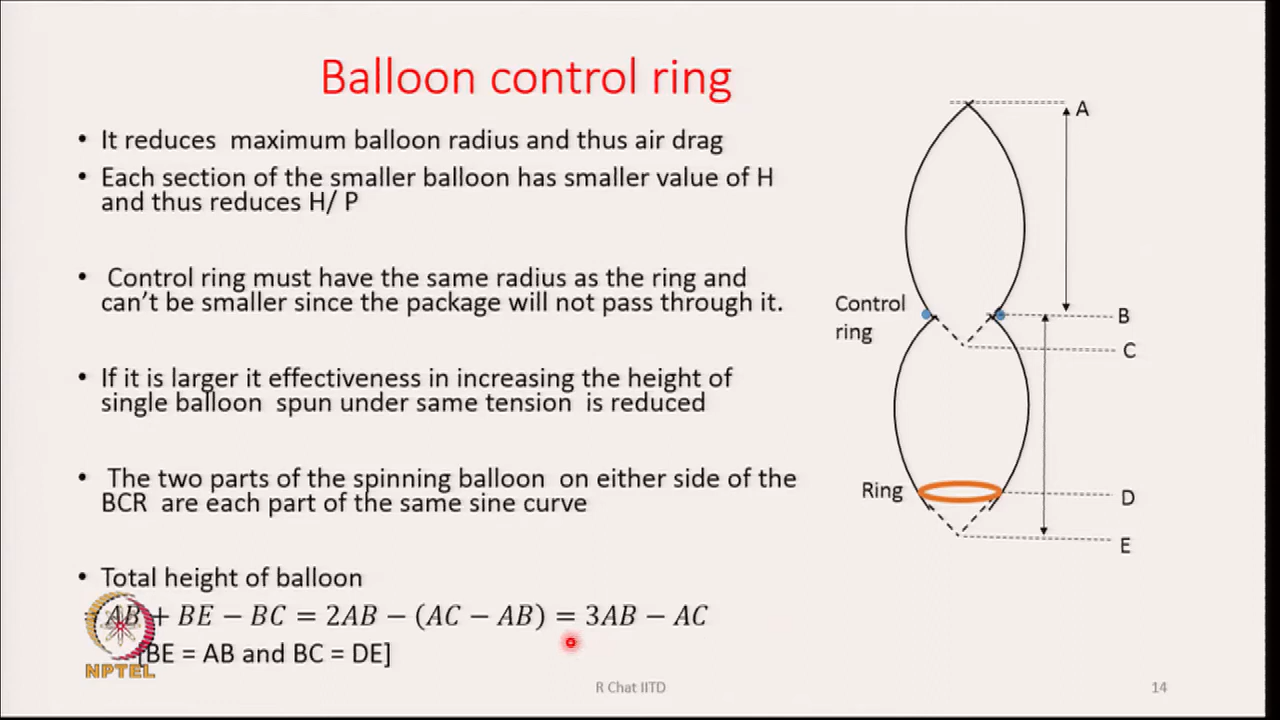 Balloon control ring
• It reduces maximum balloon radius and thus air drag
• Each section of the smaller balloon has smaller value of H
and thus reduces H/ P
• Control ring must have the same radius as the ring and
can't be smaller since the package will not pass through it.
• If it is larger it effectiveness in increasing the height of
single balloon spun under same tension is reduced
• The two parts of the spinning balloon on either side of the
BCR are each part of the same sine curve
• Total height of balloon
= AB + BE − BC = 2AB − (AC − AB) = 3AB − AC
[BE = AB and BC = DE]
A
Control
ring
B
C
Ring
D
E
NPTEL
R Chat IITD
14